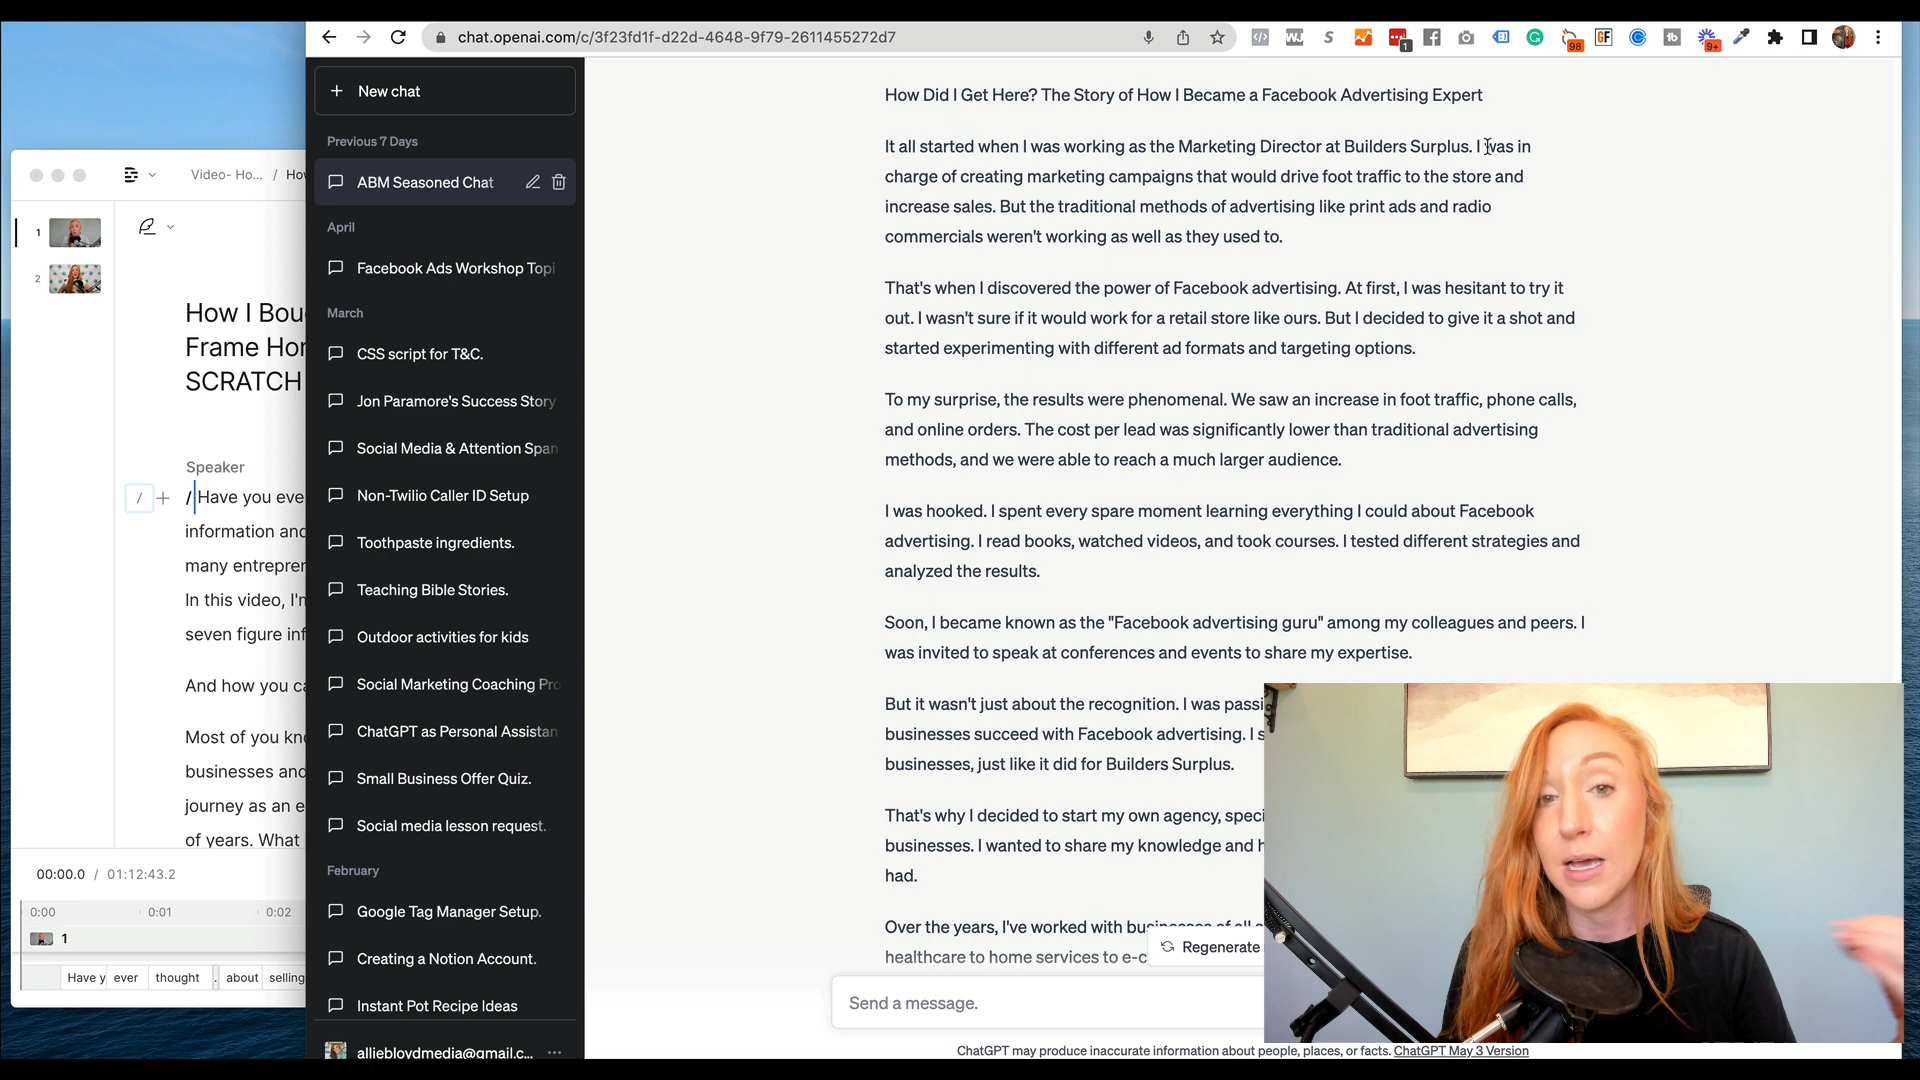 chat.openai.com/c/3f23fd1f-d22d-4648-9f79-2611455272d7
1
98
GF
tb
9+
New chat
Previous 7 Days
ABM Seasoned Chat
April
Facebook Ads Workshop Topi
March
CSS script for T&C.
Jon Paramore's Success Story
Social Media & Attention Span
Non-Twilio Caller ID Setup
Toothpaste ingredients.
Teaching Bible Stories.
Outdoor activities for kids
Social Marketing Coaching Pro
ChatGPT as Personal Assistan
Small Business Offer Quiz.
Social media lesson request.
February
Google Tag Manager Setup.
Creating a Notion Account.
Instant Pot Recipe Ideas
alliebloydmedia@gmail.c...
Video- Ho... / How
1
2
How I Bou
Frame Hor
SCRATCH
Speaker
/ + / Have you eve
information and
many entreprer
In this video, I'm
seven figure inf
And how you ca
Most of you kno
businesses and
journey as an e
of years. What
00:00.0 / 01:12:43.2
0:00 0:01 0:02
1
Have y ever thought . about selling
How Did I Get Here? The Story of How I Became a Facebook Advertising Expert
It all started when I was working as the Marketing Director at Builders Surplus. I was in
charge of creating marketing campaigns that would drive foot traffic to the store and
increase sales. But the traditional methods of advertising like print ads and radio
commercials weren't working as well as they used to.
That's when I discovered the power of Facebook advertising. At first, I was hesitant to try it
out. I wasn't sure if it would work for a retail store like ours. But I decided to give it a shot and
started experimenting with different ad formats and targeting options.
To my surprise, the results were phenomenal. We saw an increase in foot traffic, phone calls,
and online orders. The cost per lead was significantly lower than traditional advertising
methods, and we were able to reach a much larger audience.
I was hooked. I spent every spare moment learning everything I could about Facebook
advertising. I read books, watched videos, and took courses. I tested different strategies and
analyzed the results.
Soon, I became known as the "Facebook advertising guru" among my colleagues and peers. I
was invited to speak at conferences and events to share my expertise.
But it wasn't just about the recognition. I was passi
businesses succeed with Facebook advertising. I s
businesses, just like it did for Builders Surplus.
That's why I decided to start my own agency, speci
businesses. I wanted to share my knowledge and h
had.
Over the years, I've worked with businesses of all s
healthcare to home services to e-c
Regenerate
Send a message.
ChatGPT may produce inaccurate information about people, places, or facts. ChatGPT May 3 Version